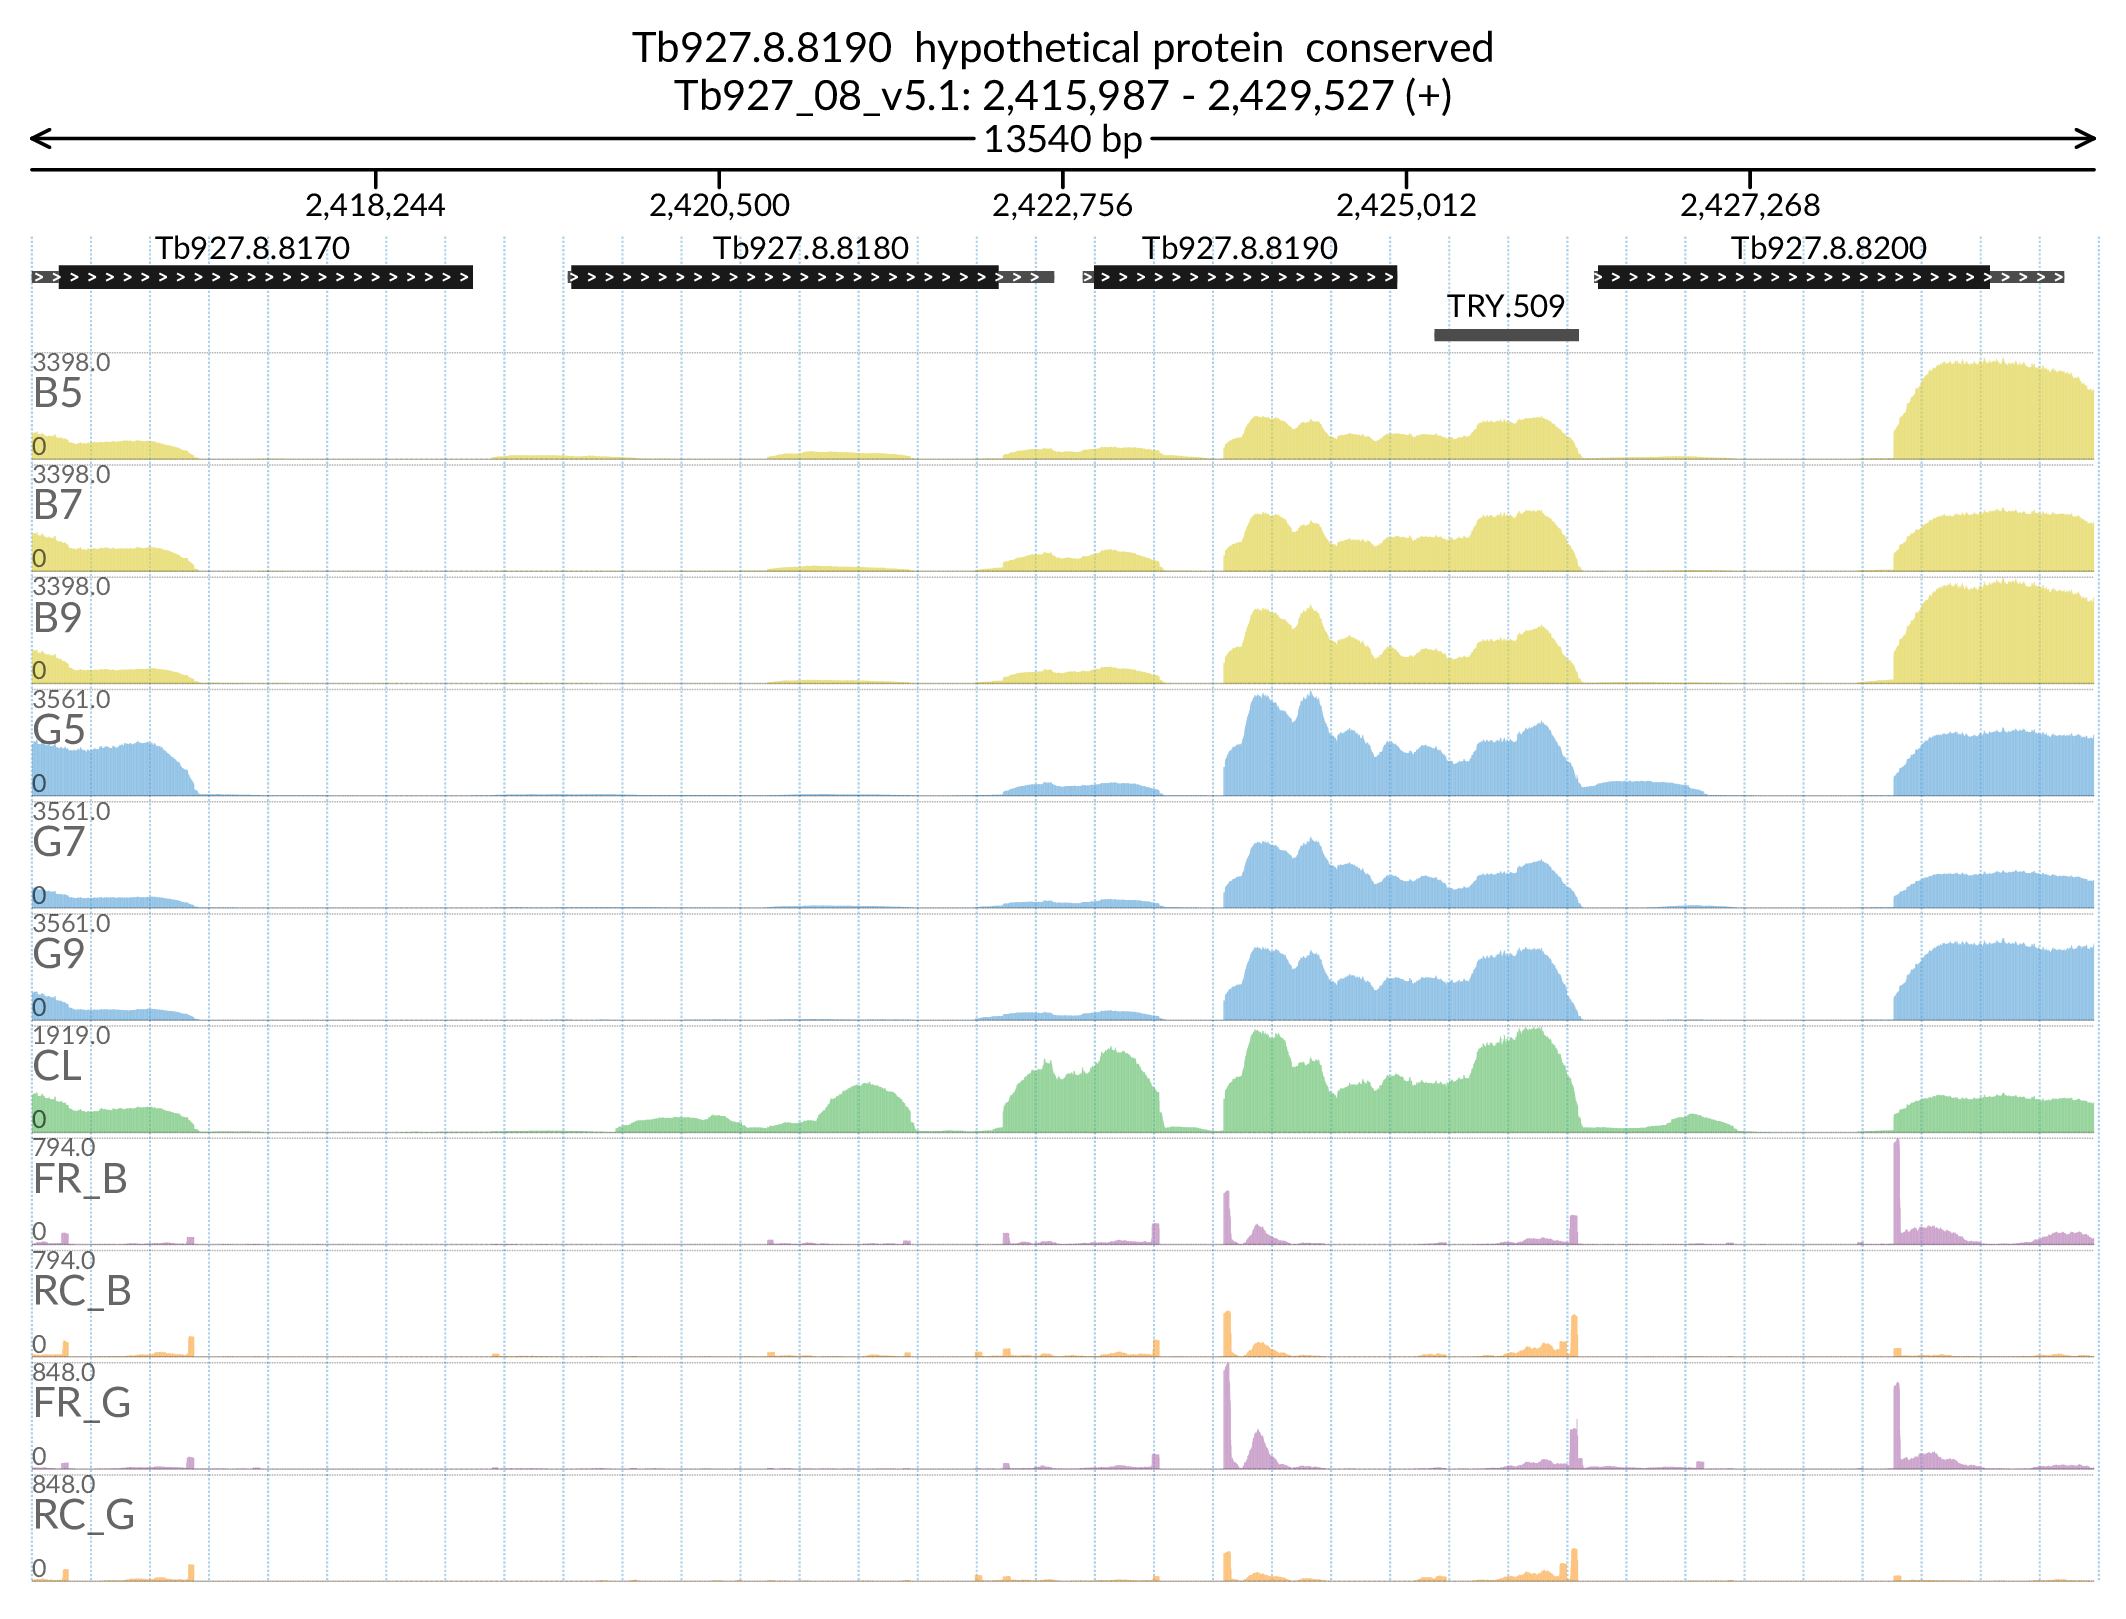 Tb927.8.8190  hypothetical protein  conserved
Tb927_08_v5.1: 2,415,987 - 2,429,527 (+)
13540 bp
2,418,244 2,420,500 2,422,756 2,425,012 2,427,268
Tb927.8.8170 Tb927.8.8180 Tb927.8.8190 Tb927.8.8200
TRY.509
3398.0
B5
0
3398.0
B7
0
3398.0
B9
0
3561.0
G5
0
3561.0
G7
0
3561.0
G9
0
1919.0
CL
0
794.0
FR_B
0
794.0
RC_B
0
848.0
FR_G
0
848.0
RC_G
0